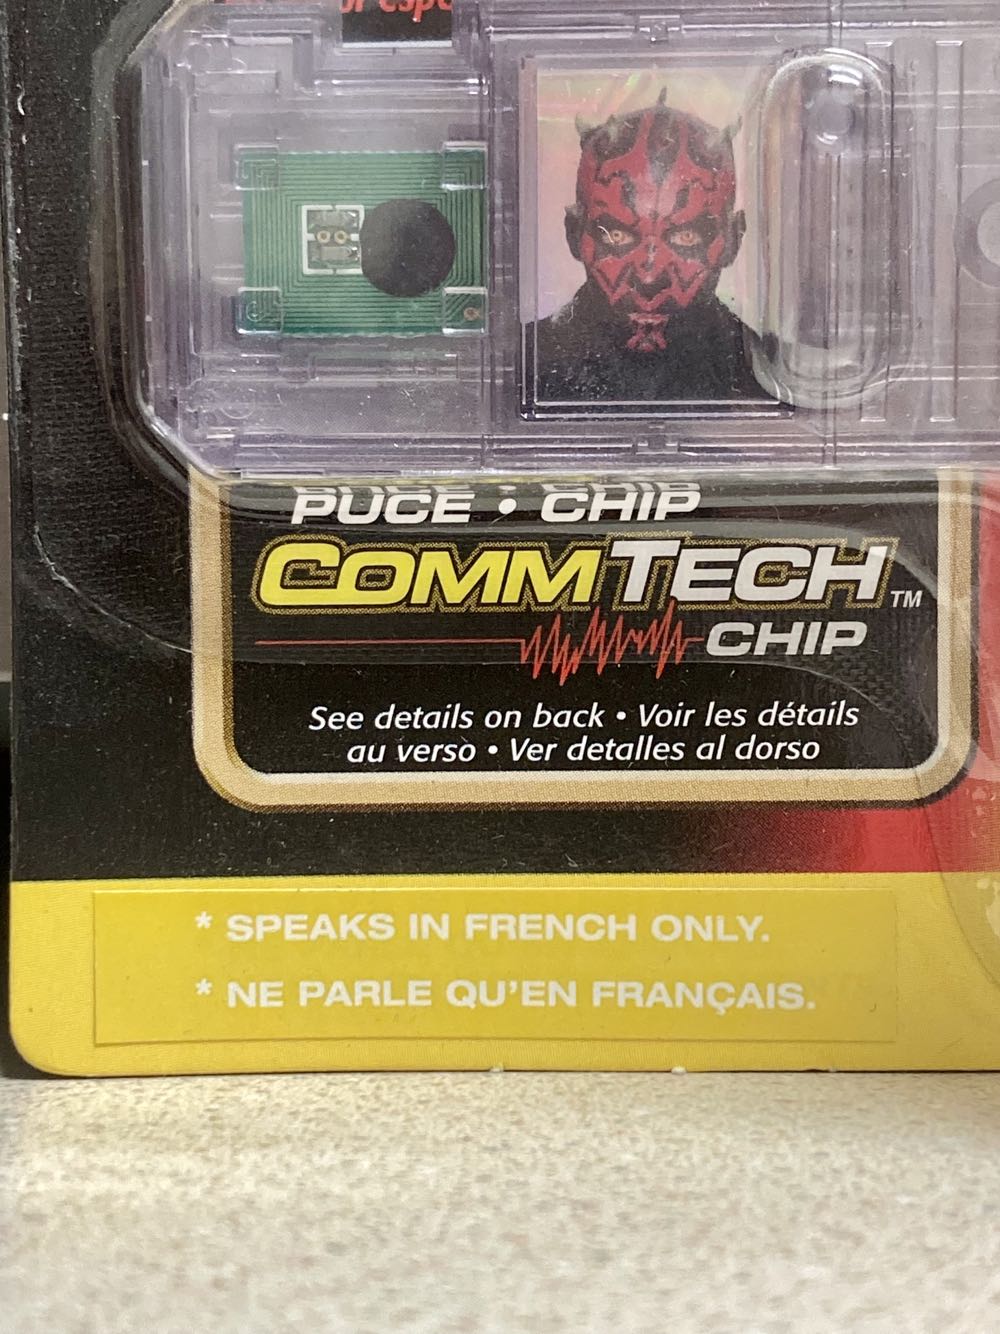 PUCE • CHIP
COMMTECH TM
CHIP
See details on back • Voir les détails
au verso • Ver detalles al dorso
* SPEAKS IN FRENCH ONLY.
* NE PARLE QU'EN FRANÇAIS.